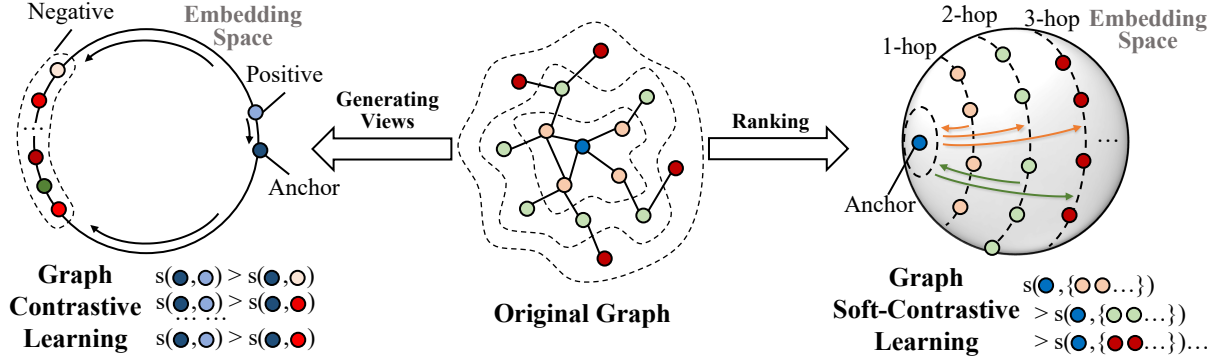 Negative
Embedding
Space
Positive
Anchor
Graph
Contrastive
Learning
s( , ) > s( , )
s( , ) > s( , )
... ...
s( , ) > s( , )
Generating
Views
Original Graph
Ranking
1-hop
2-hop
3-hop
Embedding
Space
...
Anchor
Graph
Soft-Contrastive
Learning
s( ,{ ...})
> s( ,{ ...})
> s( ,{ ...})...